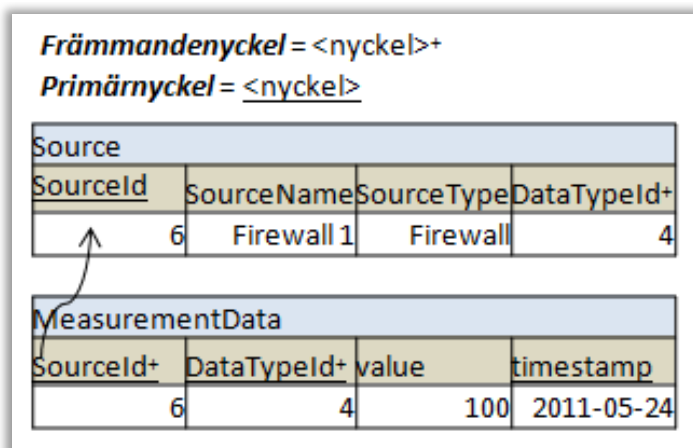 Främmandenyckel = <nyckel>+
Primärnyckel = <nyckel>
Source
SourceId SourceName SourceType DataTypeId+
6 Firewall 1 Firewall 4
MeasurementData
SourceId+ DataTypeId+ value timestamp
6 4 100 2011-05-24